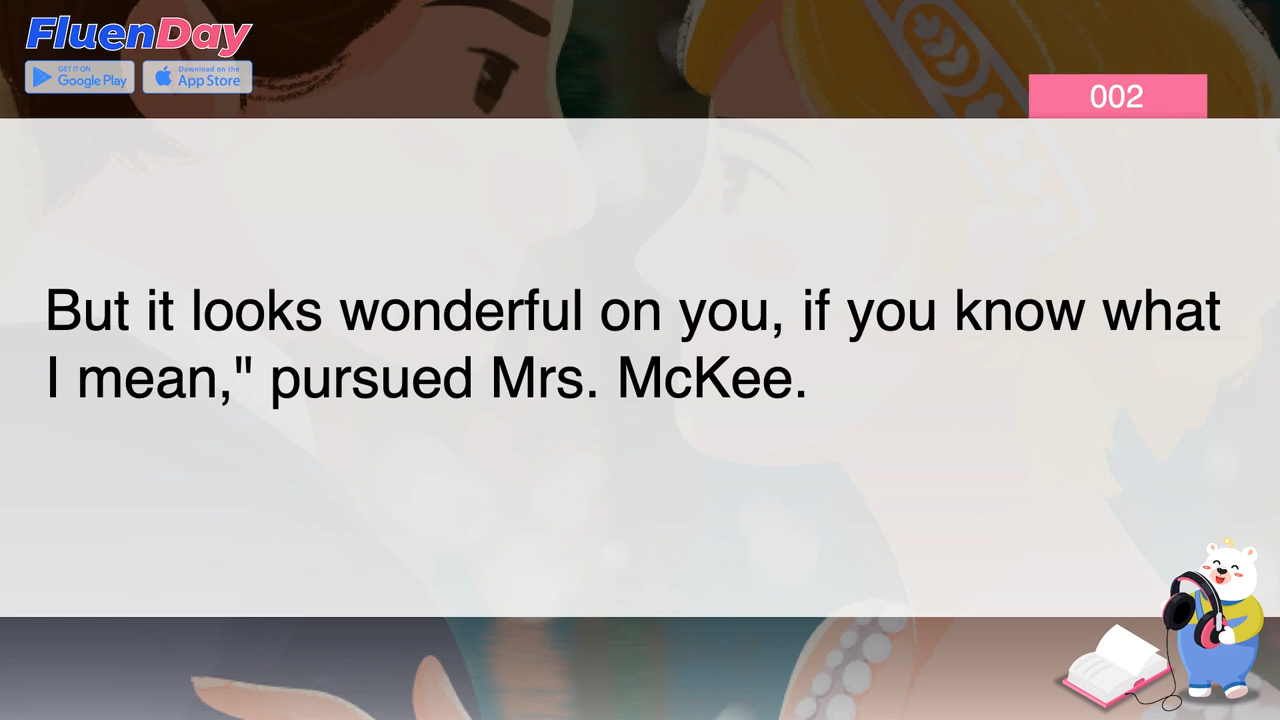 FluenDay
GET IT ON
Google Play
Download on the
App Store
002
But it looks wonderful on you, if you know what
I mean," pursued Mrs. McKee.